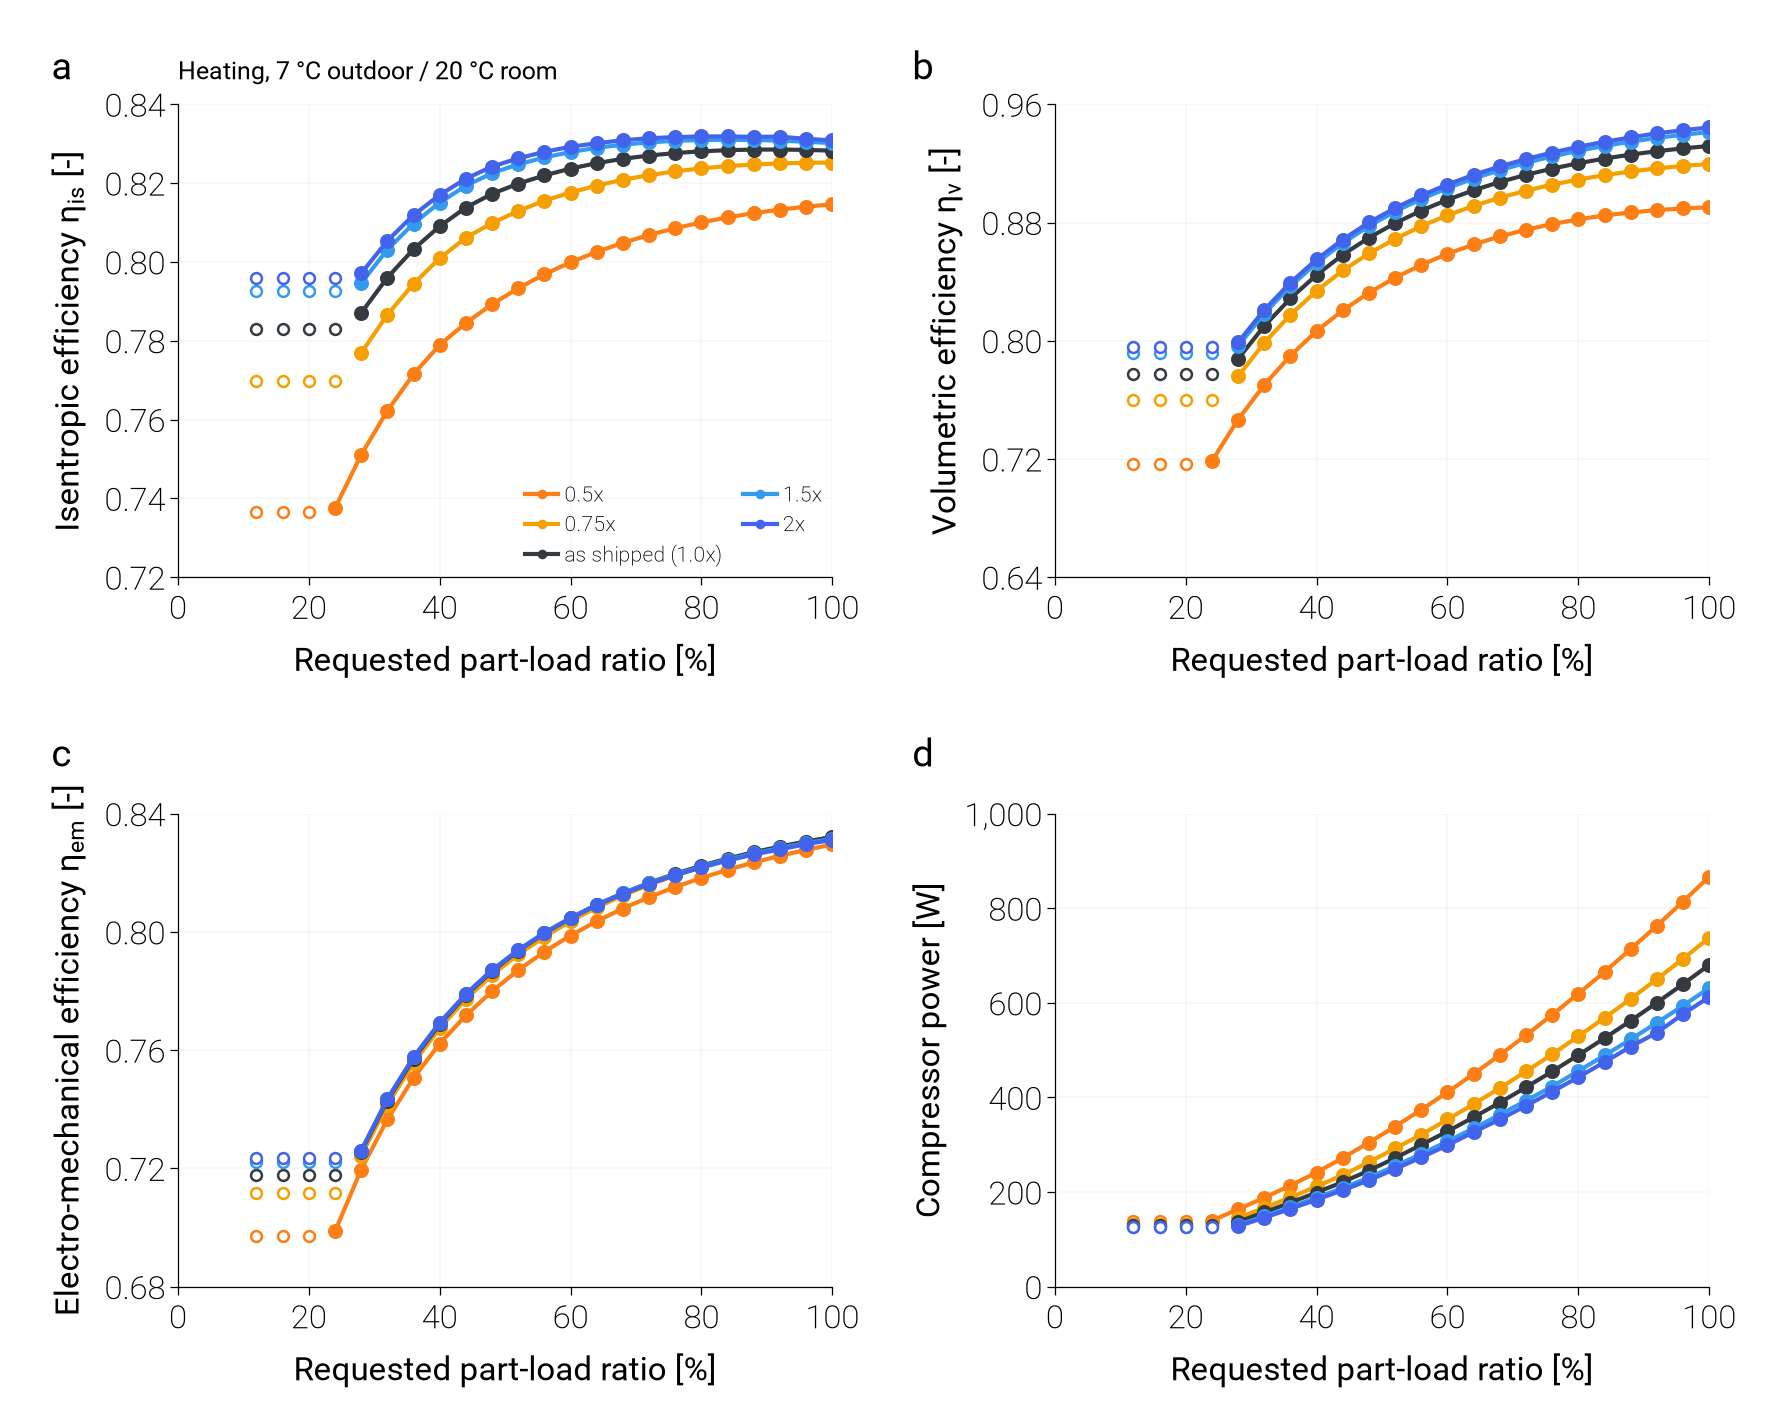 a
Heating, 7 °C outdoor / 20 °C room
Isentropic efficiency ηis [-]
0.84
0.82
0.80
0.78
0.76
0.74
0.72
0.5x
0.75x
as shipped (1.0x)
1.5x
2x
0 20 40 60 80 100
Requested part-load ratio [%]
b
Volumetric efficiency ηv [-]
0.96
0.88
0.80
0.72
0.64
0 20 40 60 80 100
Requested part-load ratio [%]
c
Electro-mechanical efficiency ηem [-]
0.84
0.80
0.76
0.72
0.68
0 20 40 60 80 100
Requested part-load ratio [%]
d
Compressor power [W]
1,000
800
600
400
200
0
0 20 40 60 80 100
Requested part-load ratio [%]